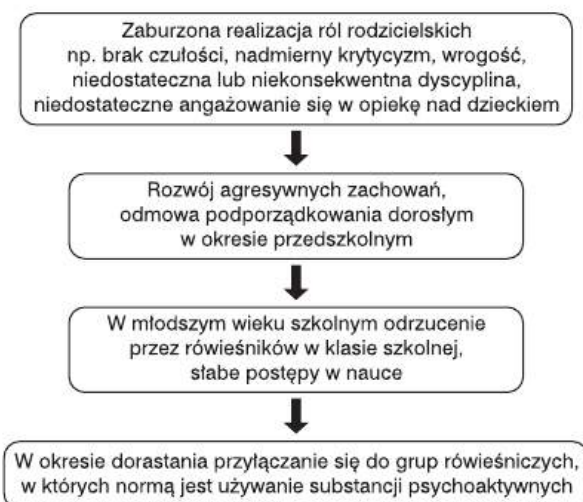 Zaburzona realizacja ról rodzicielskich
np. brak czułości, nadmierny krytycyzm, wrogość,
niedostateczna lub niekonsekwentna dyscyplina,
niedostateczne angażowanie się w opiekę nad dzieckiem
Rozwój agresywnych zachowań,
odmowa podporządkowania dorosłym
w okresie przedszkolnym
W młodszym wieku szkolnym odrzucenie
przez rówieśników w klasie szkolnej,
słabe postępy w nauce
W okresie dorastania przyłączanie się do grup rówieśniczych,
w których normą jest używanie substancji psychoaktywnych